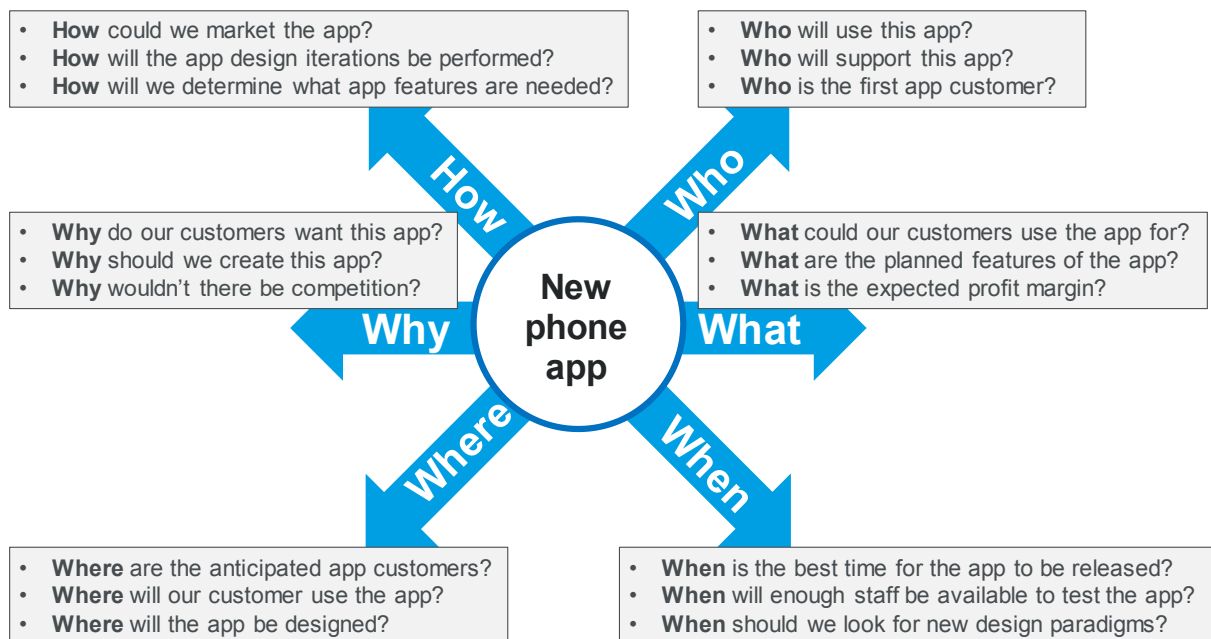 • How could we market the app?
• How will the app design iterations be performed?
• How will we determine what app features are needed?
• Who will use this app?
• Who will support this app?
• Who is the first app customer?
How
Who
• Why do our customers want this app?
• Why should we create this app?
• Why wouldn't there be competition?
• What could our customers use the app for?
• What are the planned features of the app?
• What is the expected profit margin?
New
phone
app
Why
What
Where
When
• Where are the anticipated app customers?
• Where will our customer use the app?
• Where will the app be designed?
• When is the best time for the app to be released?
• When will enough staff be available to test the app?
• When should we look for new design paradigms?